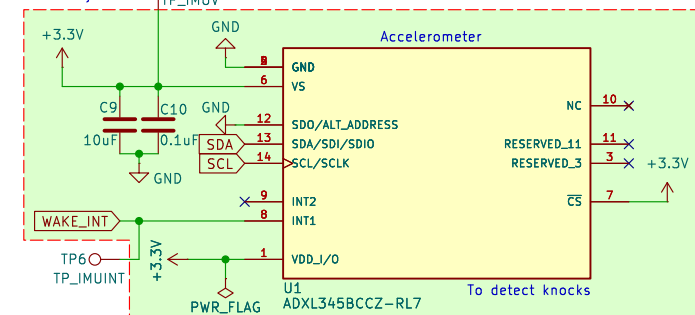 TP_IMUV
+3.3V
GND
Accelerometer
GND
6
VS
NC
10
C9
C10
10uF
0.1uF
GND
12
SDO/ALT_ADDRESS
SDA
13
SDA/SDI/SDIO
RESERVED_11
11
SCL
14
SCL/SCLK
RESERVED_3
3
+3.3V
GND
9
INT2
CS
7
WAKE_INT
8
INT1
TP6
TP_IMUINT
+3.3V
1
VDD_I/O
PWR_FLAG
U1
ADXL345BCCZ-RL7
To detect knocks